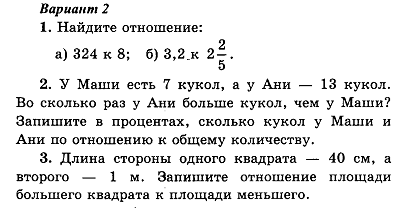 Вариант 2
1. Найдите отношение:
а) 324 к 8; б) 3,2 к 2 2/5.
2. У Маши есть 7 кукол, а у Ани — 13 кукол.
Во сколько раз у Ани больше кукол, чем у Маши?
Запишите в процентах, сколько кукол у Маши и
Ани по отношению к общему количеству.
3. Длина стороны одного квадрата — 40 см, а
второго — 1 м. Запишите отношение площади
большего квадрата к площади меньшего.